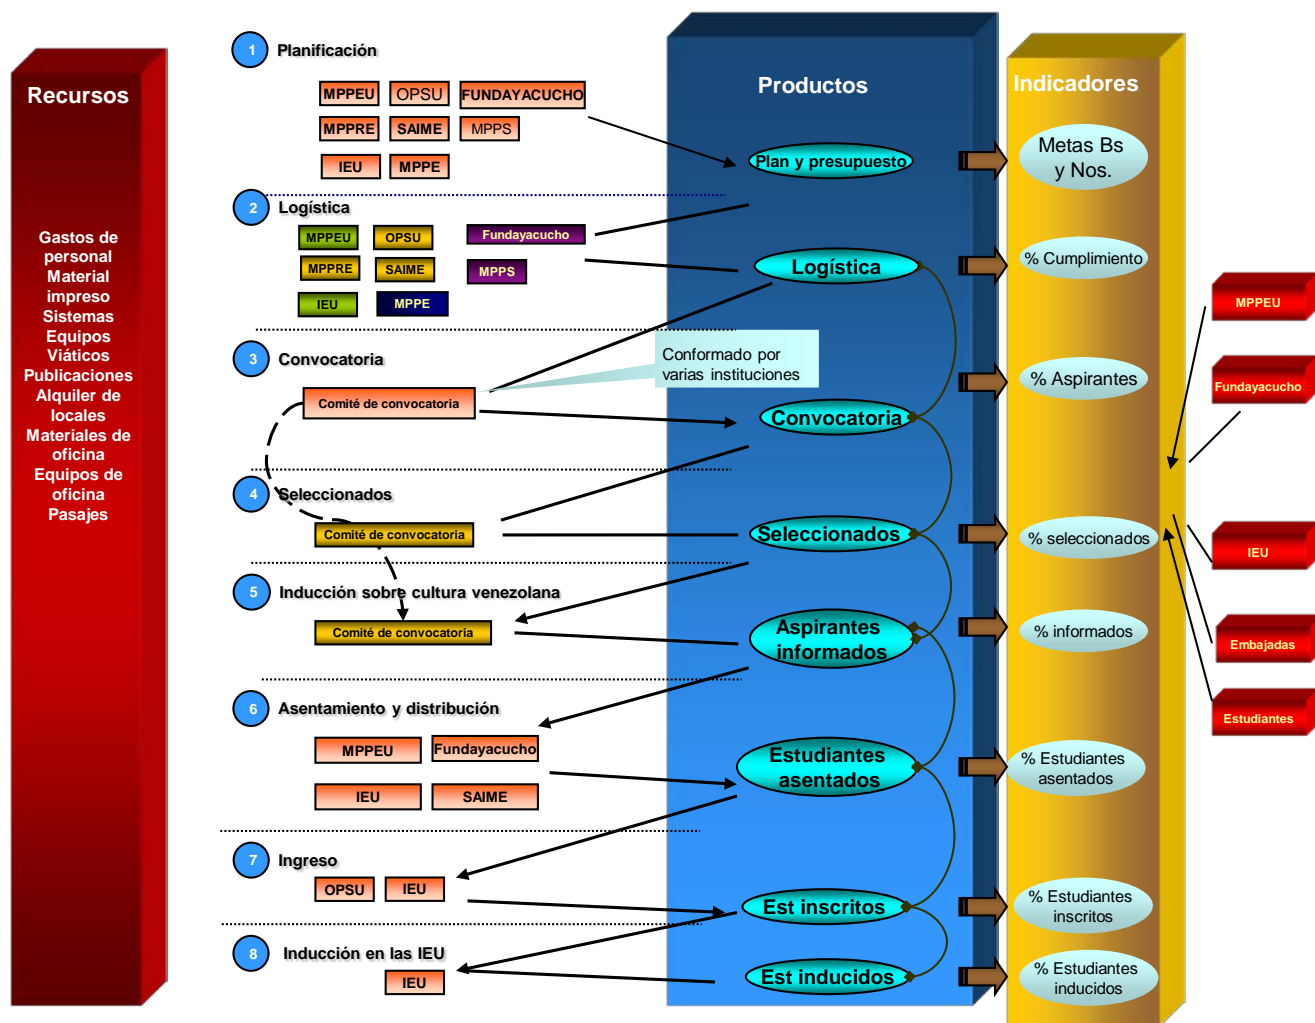 Recursos
Gastos de
personal
Material
impreso
Sistemas
Equipos
Viáticos
Publicaciones
Alquiler de
locales
Materiales de
oficina
Equipos de
oficina
Pasajes
1 Planificación
MPPEU OPSU FUNDAYACUCHO
MPPRE SAIME MPPS
IEU MPPE
2 Logística
MPPEU OPSU Fundayacucho
MPPRE SAIME MPPS
IEU MPPE
3 Convocatoria
Conformado por
varias instituciones
Comité de convocatoria
4 Seleccionados
Comité de convocatoria
5 Inducción sobre cultura venezolana
Comité de convocatoria
6 Asentamiento y distribución
MPPEU Fundayacucho
IEU SAIME
7 Ingreso
OPSU IEU
8 Inducción en las IEU
IEU
Productos
Plan y presupuesto
Logística
Convocatoria
Seleccionados
Aspirantes
informados
Estudiantes
asentados
Est inscritos
Est inducidos
Indicadores
Metas Bs
y Nos.
% Cumplimiento
% Aspirantes
% seleccionados
% informados
% Estudiantes
asentados
% Estudiantes
inscritos
% Estudiantes
inducidos
MPPEU
Fundayacucho
IEU
Embajadas
Estudiantes